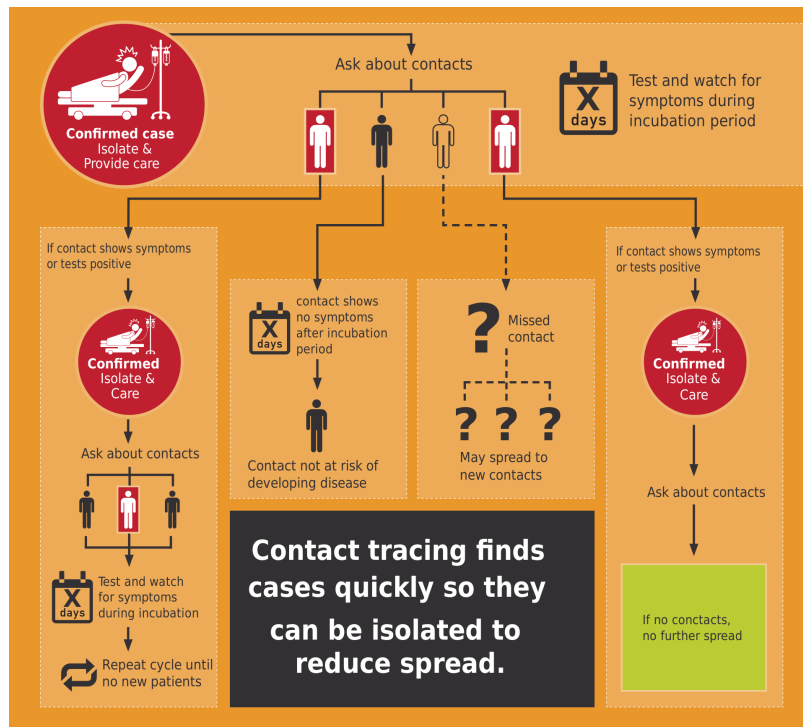 Confirmed case
Isolate &
Provide care
Ask about contacts
X
days
Test and watch for
symptoms during
incubation period
If contact shows symptoms
or tests positive
Confirmed
Isolate &
Care
Ask about contacts
X
days
Test and watch
for symptoms
during incubation
Repeat cycle until
no new patients
X
days
contact shows
no symptoms
after incubation
period
Contact not at risk of
developing disease
?
Missed
contact
? ? ?
May spread to
new contacts
Contact tracing finds
cases quickly so they
can be isolated to
reduce spread.
If contact shows symptoms
or tests positive
Confirmed
Isolate &
Care
Ask about contacts
If no conctacts,
no further spread